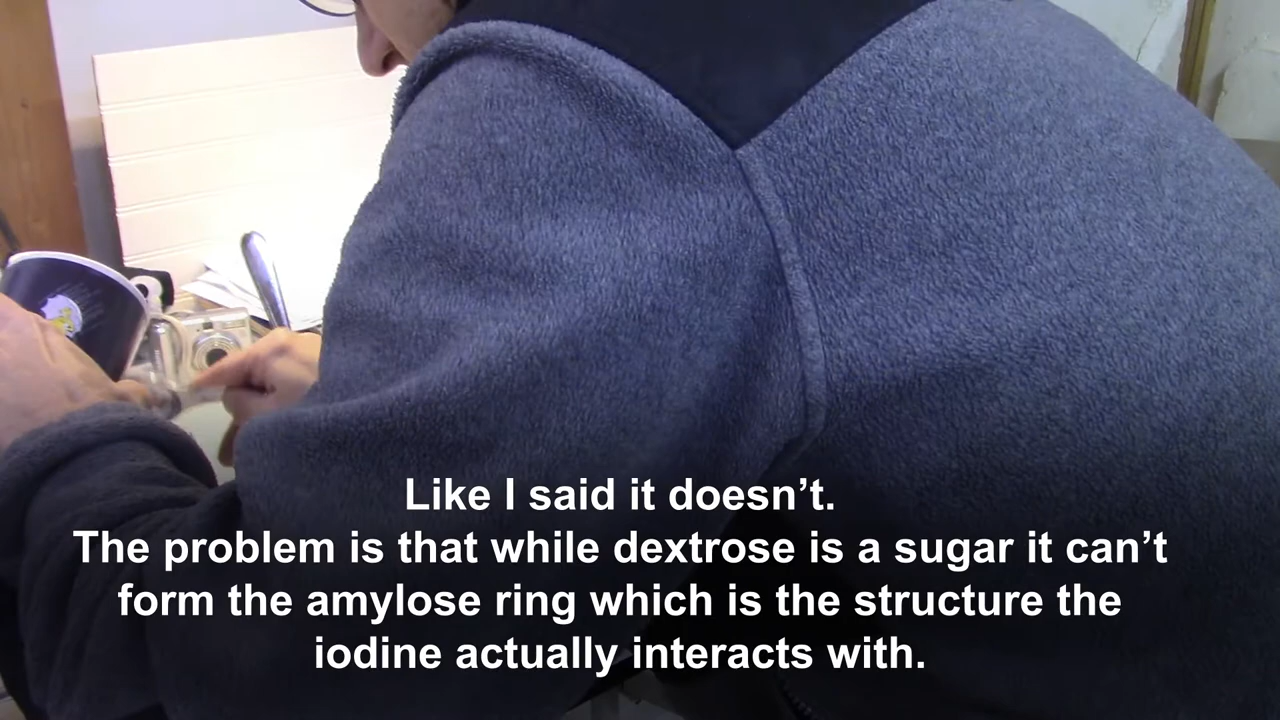 Like I said it doesn’t.
The problem is that while dextrose is a sugar it can’t
form the amylose ring which is the structure the
iodine actually interacts with.